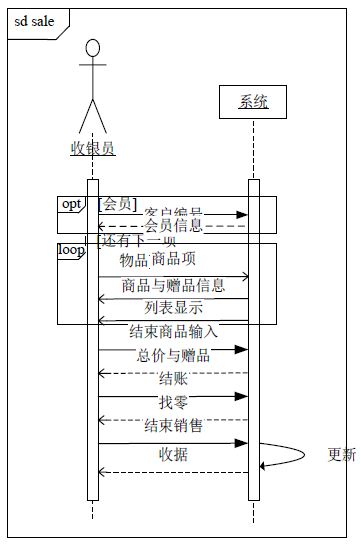 sd sale
系统
收银员
opt
[会员]
客户编号
会员信息
[还有下一项
loop
物品
商品项
商品与赠品信息
列表显示
结束商品输入
总价与赠品
结账
找零
结束销售
收据
更新